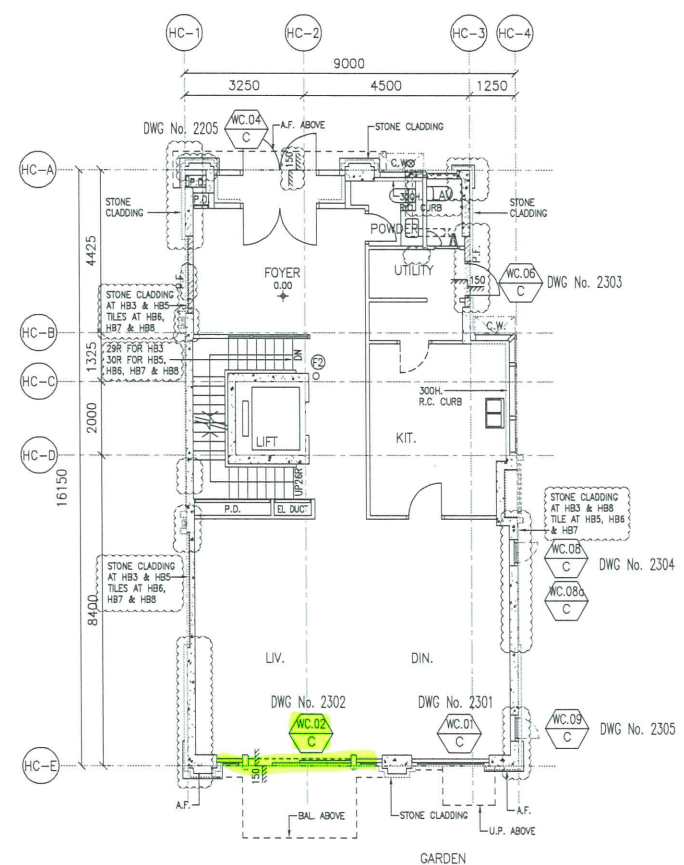 HC-1
HC-2
HC-3
HC-4
9000
3250
4500
1250
DWG No. 2205
WC.04
C
A.F. ABOVE
STONE CLADDING
HC-A
150
C.W
P.D.
P.D
300H.
R.C. CURB
LAV.
STONE
CLADDING
STONE
CLADDING
POWDER
4425
P.F.
P.F.
FOYER
0.00
UTILITY
150
WC.06
C
DWG No. 2303
STONE CLADDING
AT HB3 & HB5
TILES AT HB6,
HB7 & HB8
C.W.
HC-B
29R FOR HB3
30R FOR HB5,
HB6, HB7 & HB8
1325
DN
F2
HC-C
300H.
R.C. CURB
2000
LIFT
KIT.
HC-D
16150
UP26R
P.D.
EL DUCT
STONE CLADDING
AT HB3 & HB8
TILE AT HB5, HB6
& HB7
STONE CLADDING
AT HB3 & HB5
TILES AT HB6,
HB7 & HB8
WC.08
C
DWG No. 2304
WC.08a
C
8400
LIV.
DIN.
DWG No. 2302
DWG No. 2301
WC.02
C
WC.01
C
WC.09
C
DWG No. 2305
HC-E
150
A.F.
BAL. ABOVE
STONE CLADDING
A.F.
U.P. ABOVE
GARDEN